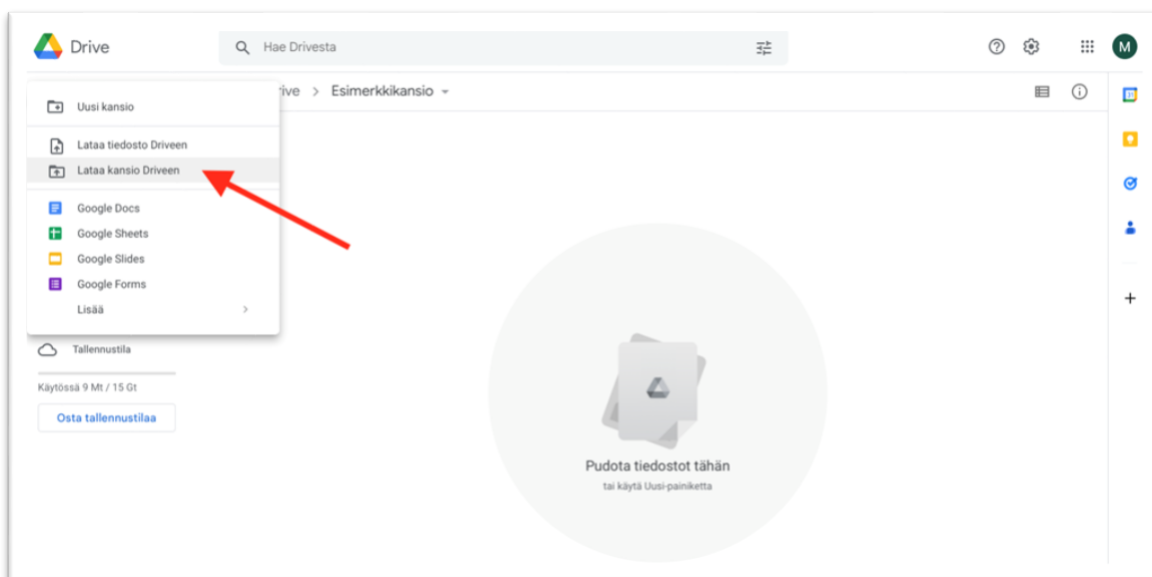 Drive
Hae Drivesta
M
Uusi kansio
rive > Esimerkkikansio
Lataa tiedosto Driveen
Lataa kansio Driveen
Google Docs
Google Sheets
Google Slides
Google Forms
Lisää
Tallennustila
Käytössä 9 Mt / 15 Gt
Osta tallennustilaa
Pudota tiedostot tähän
tai käytä Uusi-painiketta